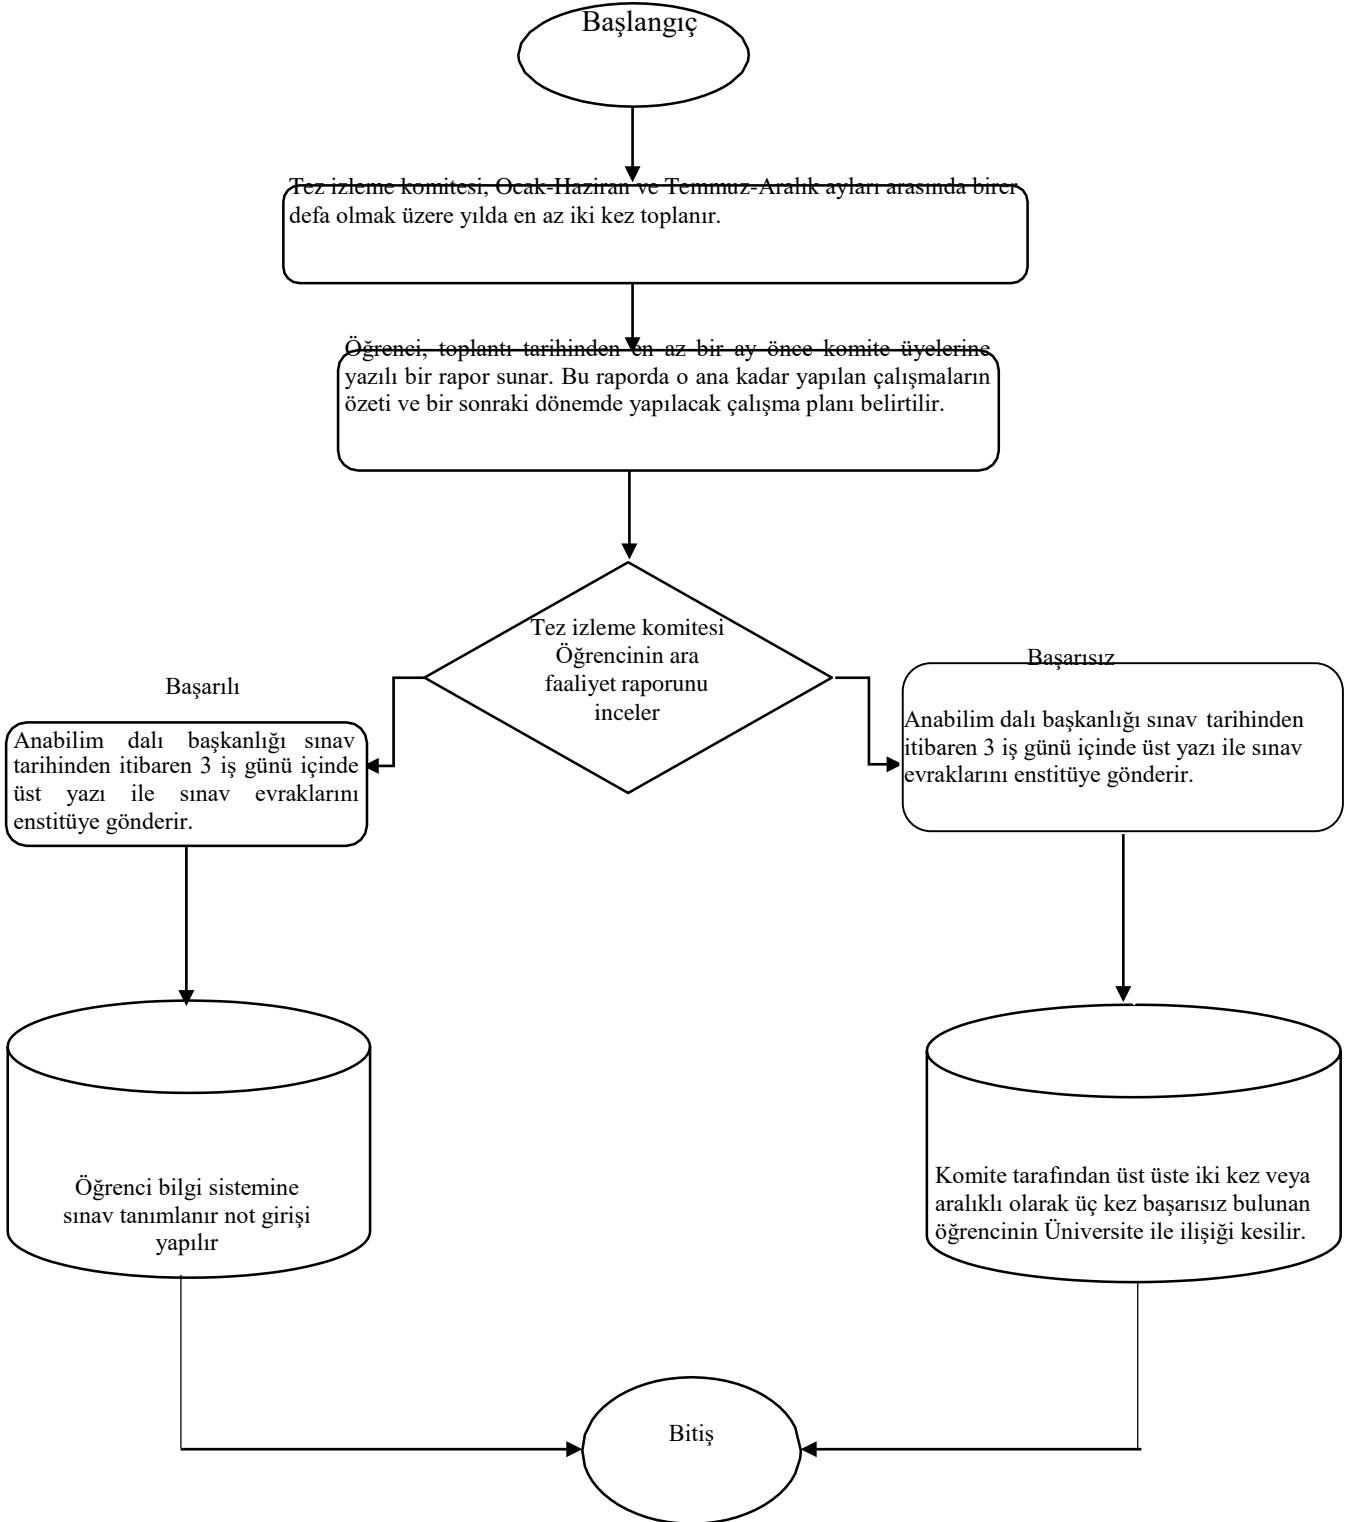 Başlangıç
Tez izleme komitesi, Ocak-Haziran ve Temmuz-Aralık ayları arasında birer
defa olmak üzere yılda en az iki kez toplanır.
Öğrenci, toplantı tarihinden en az bir ay önce komite üyelerine
yazılı bir rapor sunar. Bu raporda o ana kadar yapılan çalışmaların
özeti ve bir sonraki dönemde yapılacak çalışma planı belirtilir.
Tez izleme komitesi
Öğrencinin ara
faaliyet raporunu
inceler
Başarılı
Anabilim dalı başkanlığı sınav
tarihinden itibaren 3 iş günü içinde
üst yazı ile sınav evraklarını
enstitüye gönderir.
Başarısız
Anabilim dalı başkanlığı sınav tarihinden
itibaren 3 iş günü içinde üst yazı ile sınav
evraklarını enstitüye gönderir.
Öğrenci bilgi sistemine
sınav tanımlanır not girişi
yapılır
Komite tarafından üst üste iki kez veya
aralıklı olarak üç kez başarısız bulunan
öğrencinin Üniversite ile ilişiği kesilir.
Bitiş